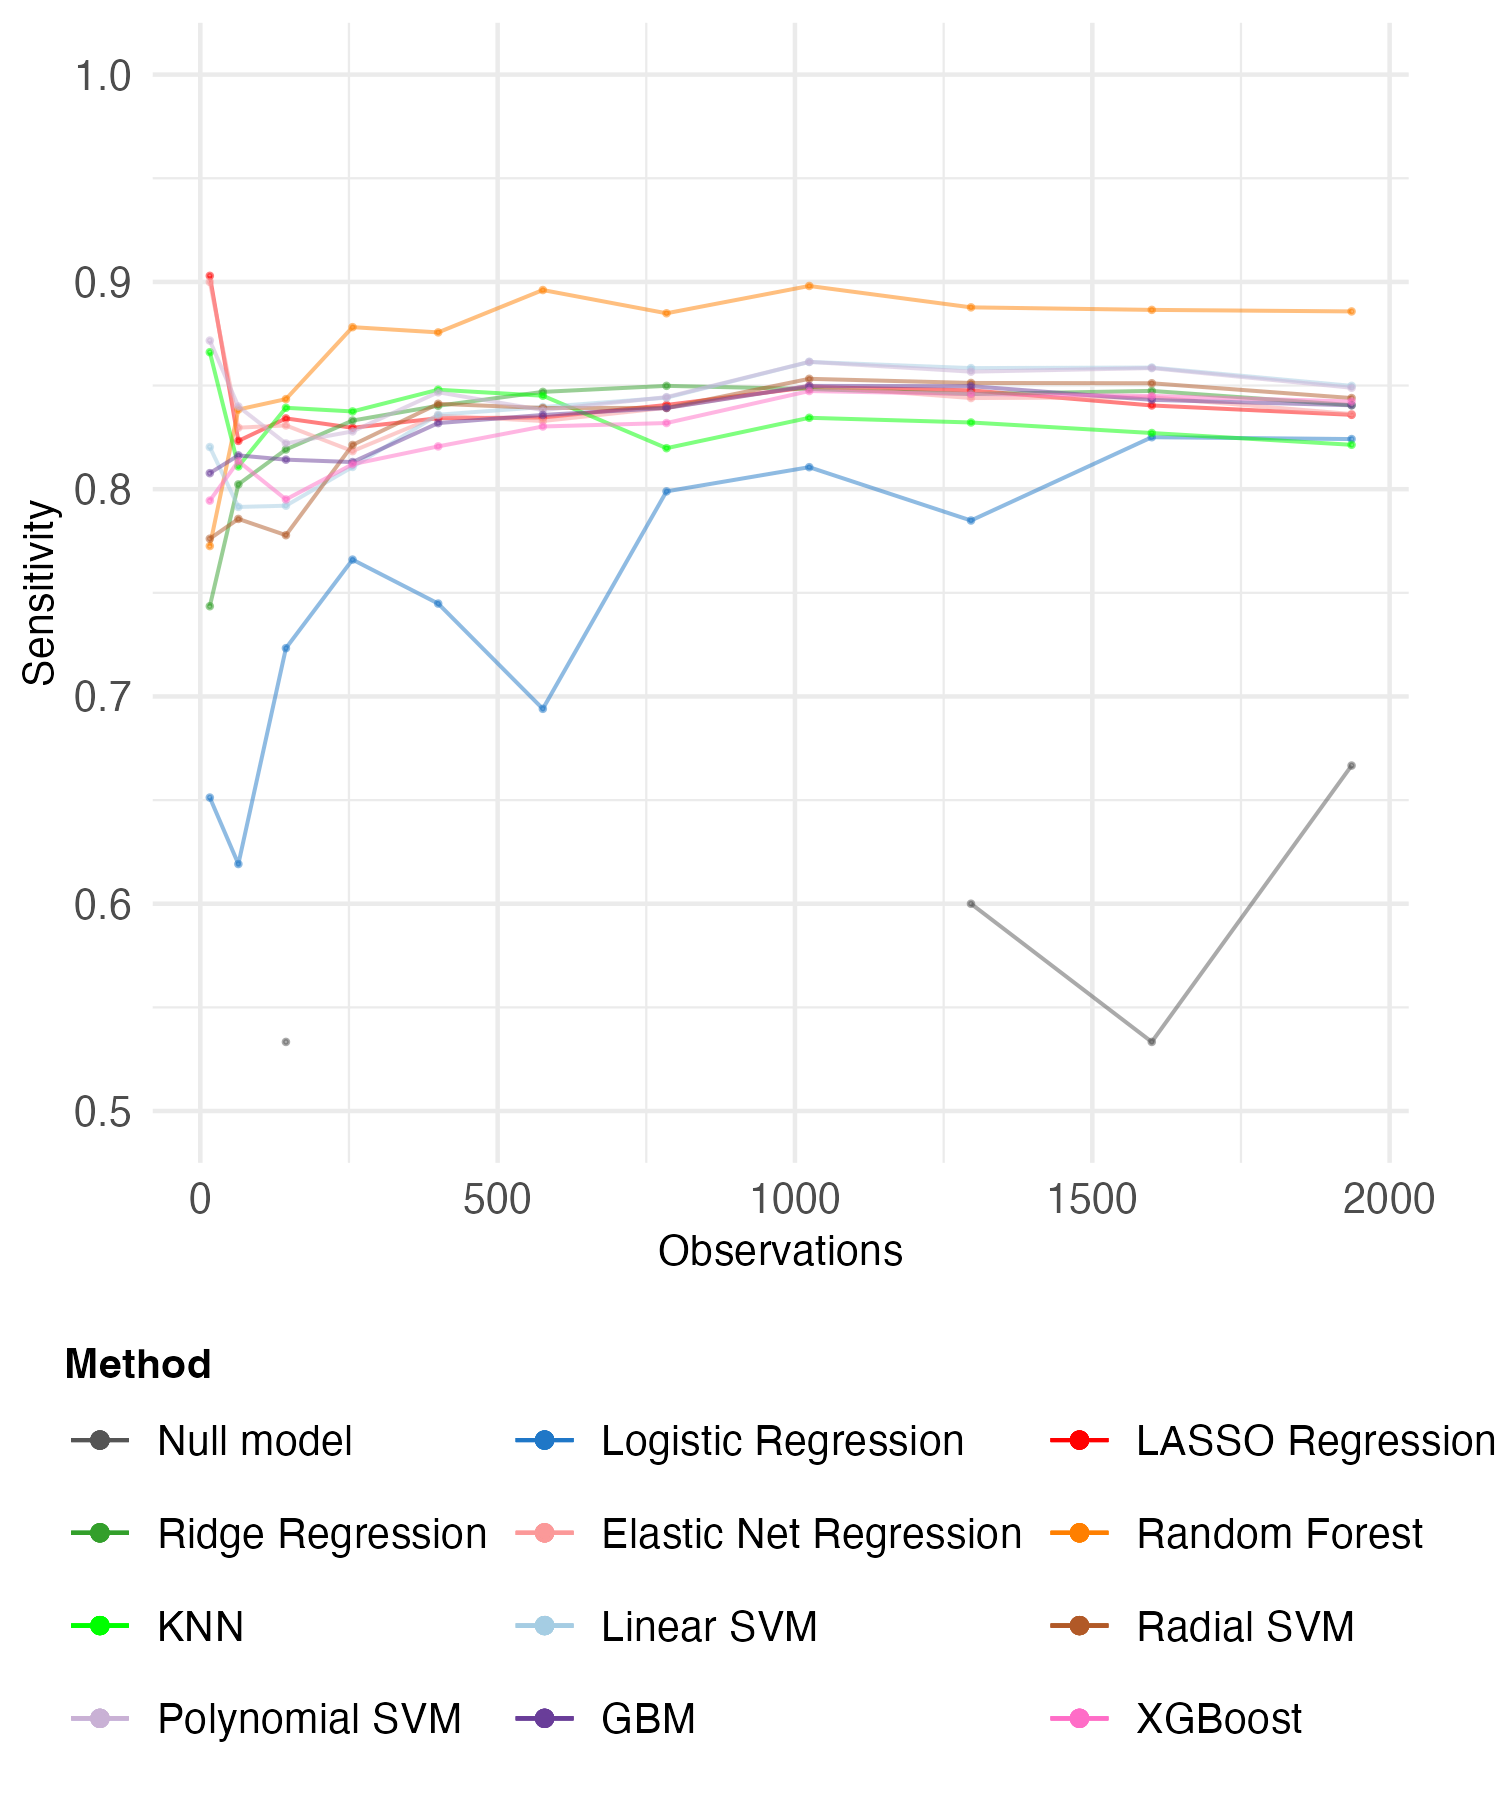 1.0
0.9
0.8
0.7
0.6
0.5
Sensitivity
0 500 1000 1500 2000
Observations
Method
Null model Logistic Regression LASSO Regression
Ridge Regression Elastic Net Regression Random Forest
KNN Linear SVM Radial SVM
Polynomial SVM GBM XGBoost